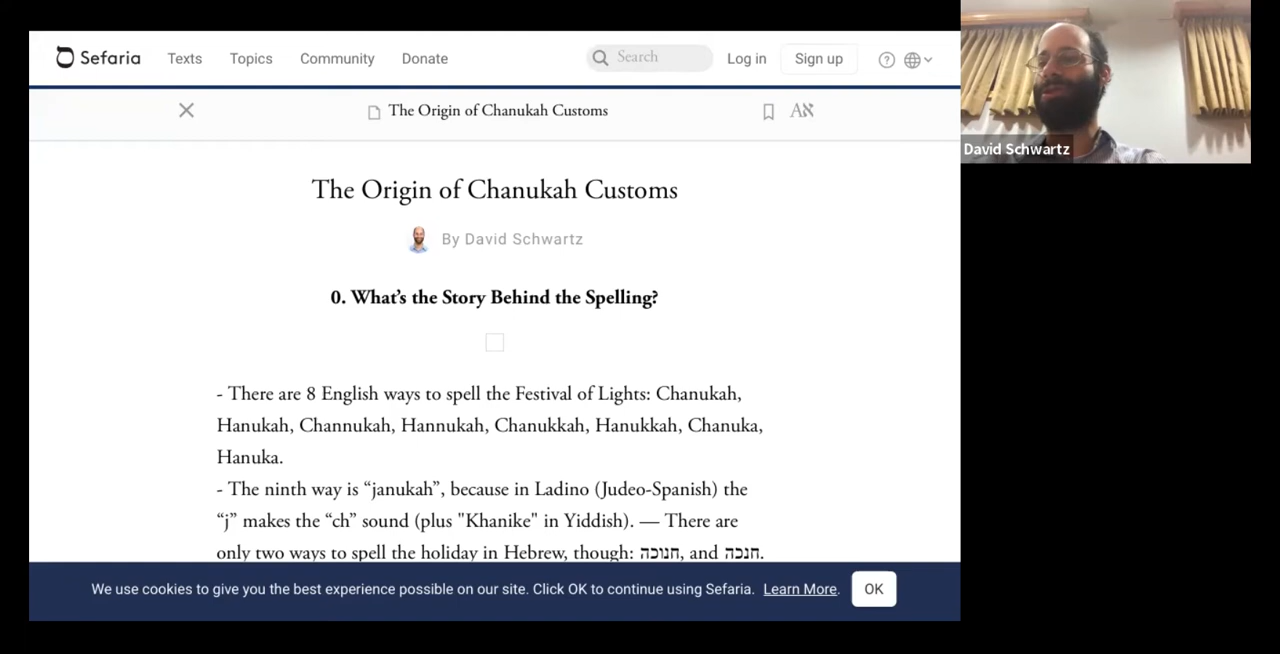 Sefaria Texts Topics Community Donate Search Log in Sign up
The Origin of Chanukah Customs Aא
David Schwartz
The Origin of Chanukah Customs
By David Schwartz
0. What’s the Story Behind the Spelling?
- There are 8 English ways to spell the Festival of Lights: Chanukah,
Hanukah, Channukah, Hannukah, Chanukkah, Hanukkah, Chanuka,
Hanuka.
- The ninth way is “janukah”, because in Ladino (Judeo-Spanish) the
“j” makes the “ch” sound (plus "Khanike" in Yiddish). — There are
only two ways to spell the holiday in Hebrew, though: חנוכה, and חנכה.
We use cookies to give you the best experience possible on our site. Click OK to continue using Sefaria. Learn More. OK